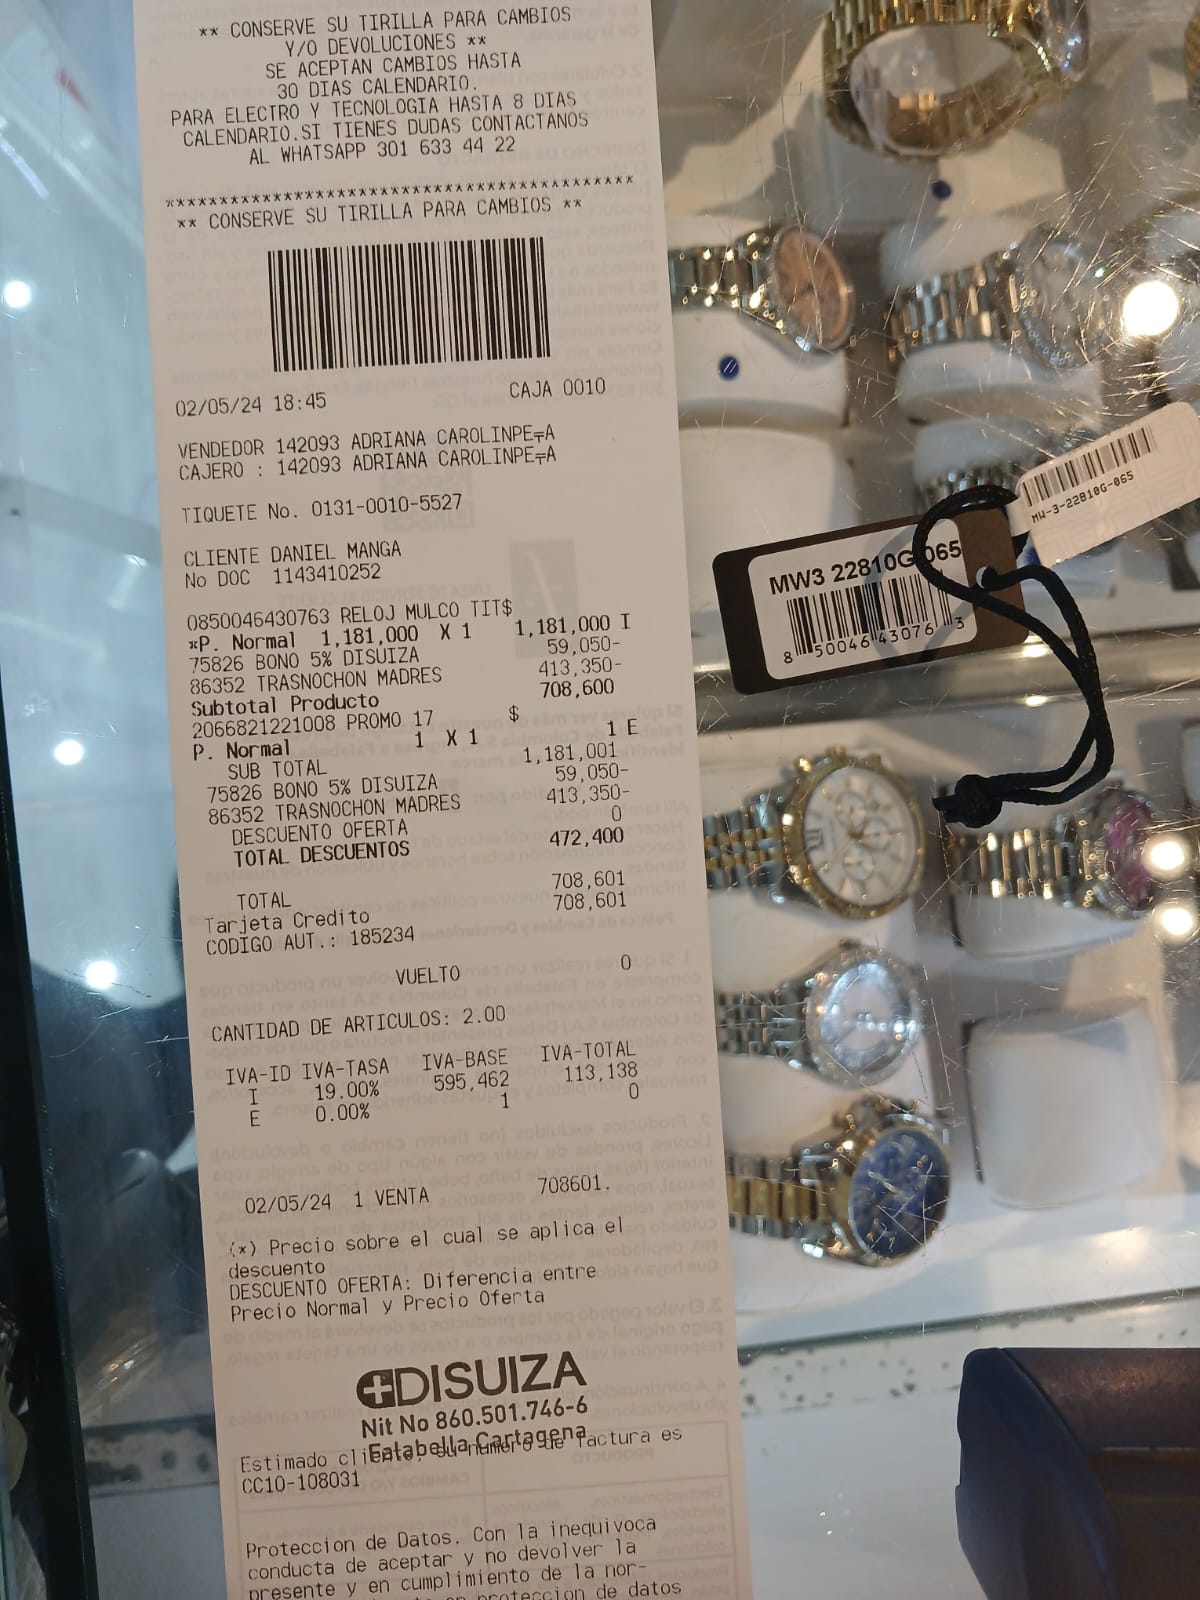 ** CONSERVE SU TIRILLA PARA CAMBIOS
Y/O DEVOLUCIONES **
SE ACEPTAN CAMBIOS HASTA
30 DIAS CALENDARIO.
PARA ELECTRO Y TECNOLOGIA HASTA 8 DIAS
CALENDARIO.SI TIENES DUDAS CONTACTANOS
AL WHATSAPP 301 633 44 22
******************************************
** CONSERVE SU TIRILLA PARA CAMBIOS **
02/05/24 18:45 CAJA 0010
VENDEDOR 142093 ADRIANA CAROLINPE╤A
CAJERO : 142093 ADRIANA CAROLINPE╤A
TIQUETE No. 0131-0010-5527
CLIENTE DANIEL MANGA
No DOC 1143410252
0850046430763 RELOJ MULCO TIT$
*P. Normal 1,181,000 X 1 1,181,000 I
75826 BONO 5% DISUIZA 59,050-
86352 TRASNOCHON MADRES 413,350-
Subtotal Producto 708,600
2066821221008 PROMO 17 $
P. Normal 1 X 1 1 E
SUB TOTAL 1,181,001
75826 BONO 5% DISUIZA 59,050-
86352 TRASNOCHON MADRES 413,350-
DESCUENTO OFERTA 0
TOTAL DESCUENTOS 472,400
TOTAL 708,601
Tarjeta Credito 708,601
CODIGO AUT.: 185234
VUELTO 0
CANTIDAD DE ARTICULOS: 2.00
IVA-ID IVA-TASA IVA-BASE IVA-TOTAL
I 19.00% 595,462 113,138
E 0.00% 1 0
02/05/24 1 VENTA 708601.
(*) Precio sobre el cual se aplica el
descuento
DESCUENTO OFERTA: Diferencia entre
Precio Normal y Precio Oferta
DISUIZA
Nit No 860.501.746-6
Falabella Cartagena
Estimado cliente, su numero de factura es
CC10-108031
Proteccion de Datos. Con la inequivoca
conducta de aceptar y no devolver la
presente y en cumplimiento de la nor-
proteccion de datos
MW-3-22810G-065
MW3 22810G 065
8 50046 43076 3